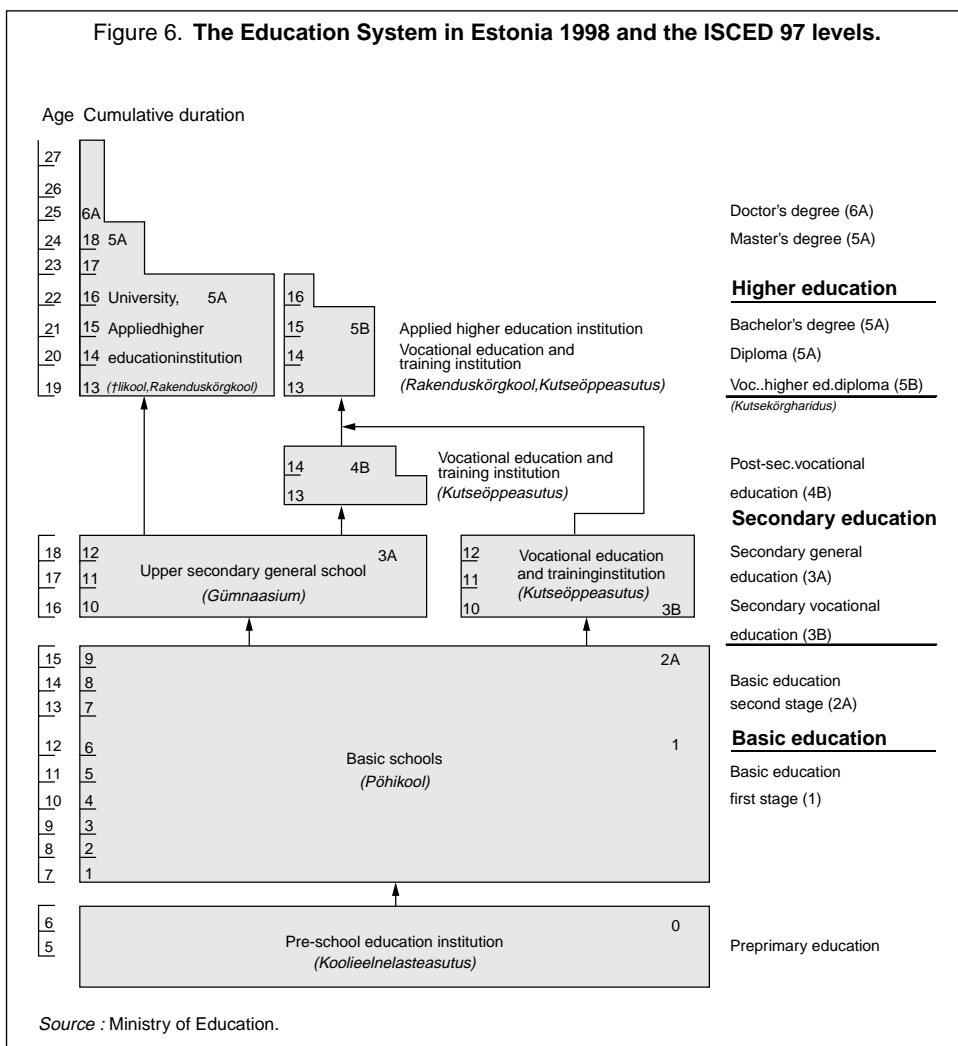 Figure 6. The Education System in Estonia 1998 and the ISCED 97 levels.
Age Cumulative duration
27
26
25 6A Doctor's degree (6A)
24 18 5A Master's degree (5A)
23 17
22 16 University, 5A 16 Higher education
21 15 Appliedhigher 15 5B Applied higher education institution Bachelor's degree (5A)
20 14 educationinstitution 14 Vocational education and Diploma (5A)
training institution
19 13 (†likool,Rakenduskörgkool) 13 (Rakenduskörgkool,Kutseöppeasutus) Voc..higher ed.diploma (5B)
(Kutsekörgharidus)
14 4B Vocational education and Post-sec.vocational
training institution
13 (Kutseöppeasutus) education (4B)
Secondary education
18 12 3A 12 Vocational education Secondary general
17 11 Upper secondary general school 11 and traininginstitution education (3A)
(Gümnaasium) (Kutseöppeasutus)
16 10 10 3B Secondary vocational
education (3B)
15 9 2A
14 8 Basic education
13 7 second stage (2A)
12 6 1 Basic education
Basic schools
11 5 (Pöhikool) Basic education
10 4 first stage (1)
9 3
8 2
7 1
6 0
5 Pre-school education institution Preprimary education
(Koolieelnelasteasutus)
Source : Ministry of Education.